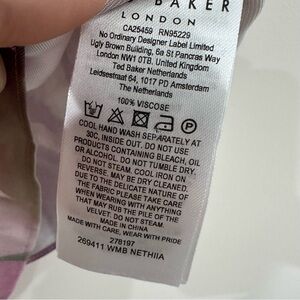 BAKER
LONDON
CA25459 RN95229
No Ordinary Designer Label Limited
Ugly Brown Building, 6a St Pancras Way
London NW1 0TB, United Kingdom
Ted Baker Netherlands
Leidsestraat 64, 1017 PD Amsterdam
The Netherlands
100% VISCOSE
COOL HAND WASH SEPARATELY AT
30C, INSIDE OUT. DO NOT USE
PRODUCTS CONTAINING BLEACH, OIL
OR ALCOHOL DO NOT TUMBLE DRY.
DO NOT STEAM. COOL IRON ON
REVERSE. MAY BE DRY CLEANED.
DUE TO THE DELICATE NATURE OF
THE FABRIC PLEASE TAKE CARE
WHEN WEARING WITH ANYTHING
THAT MAY RUB THE PILE OF THE
VELVET. DO NOT STEAM.
MADE IN CHINA
MADE WITH CARE, WEAR WITH PRIDE
278197
269411 WMB NETHIIA